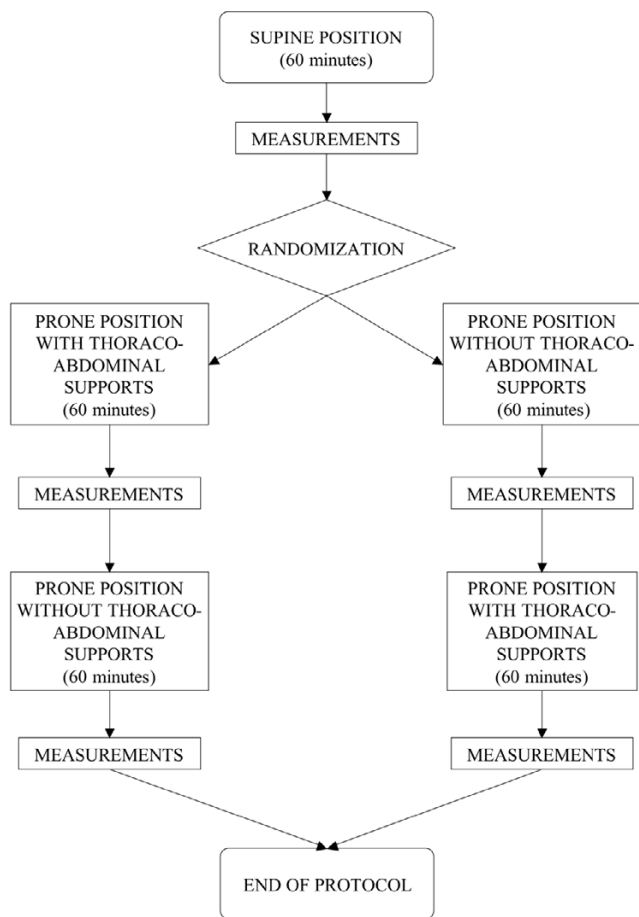 SUPINE POSITION
(60 minutes)
MEASUREMENTS
RANDOMIZATION
PRONE POSITION
WITH THORACO-
ABDOMINAL
SUPPORTS
(60 minutes)
PRONE POSITION
WITHOUT THORACO-
ABDOMINAL
SUPPORTS
(60 minutes)
MEASUREMENTS
MEASUREMENTS
PRONE POSITION
WITHOUT THORACO-
ABDOMINAL
SUPPORTS
(60 minutes)
PRONE POSITION
WITH THORACO-
ABDOMINAL
SUPPORTS
(60 minutes)
MEASUREMENTS
MEASUREMENTS
END OF PROTOCOL